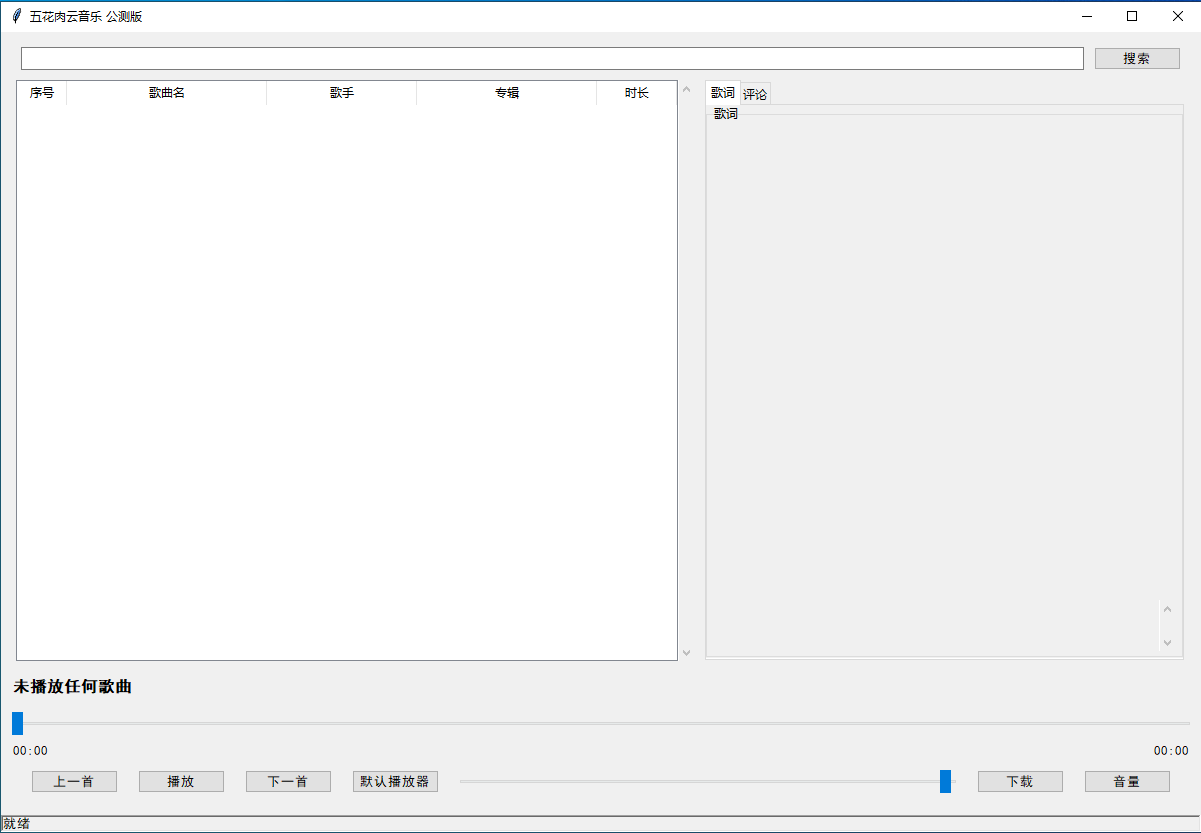 五花肉云音乐 公测版
搜索
序号 歌曲名 歌手 专辑 时长
歌词 评论
歌词
未播放任何歌曲
00:00 00:00
上一首 播放 下一首 默认播放器 下载 音量
就绪